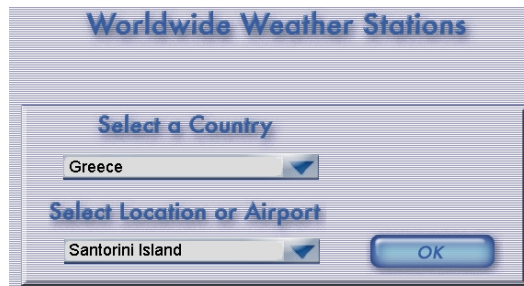 Worldwide Weather Stations
Select a Country
Greece
Select Location or Airport
Santorini Island
OK